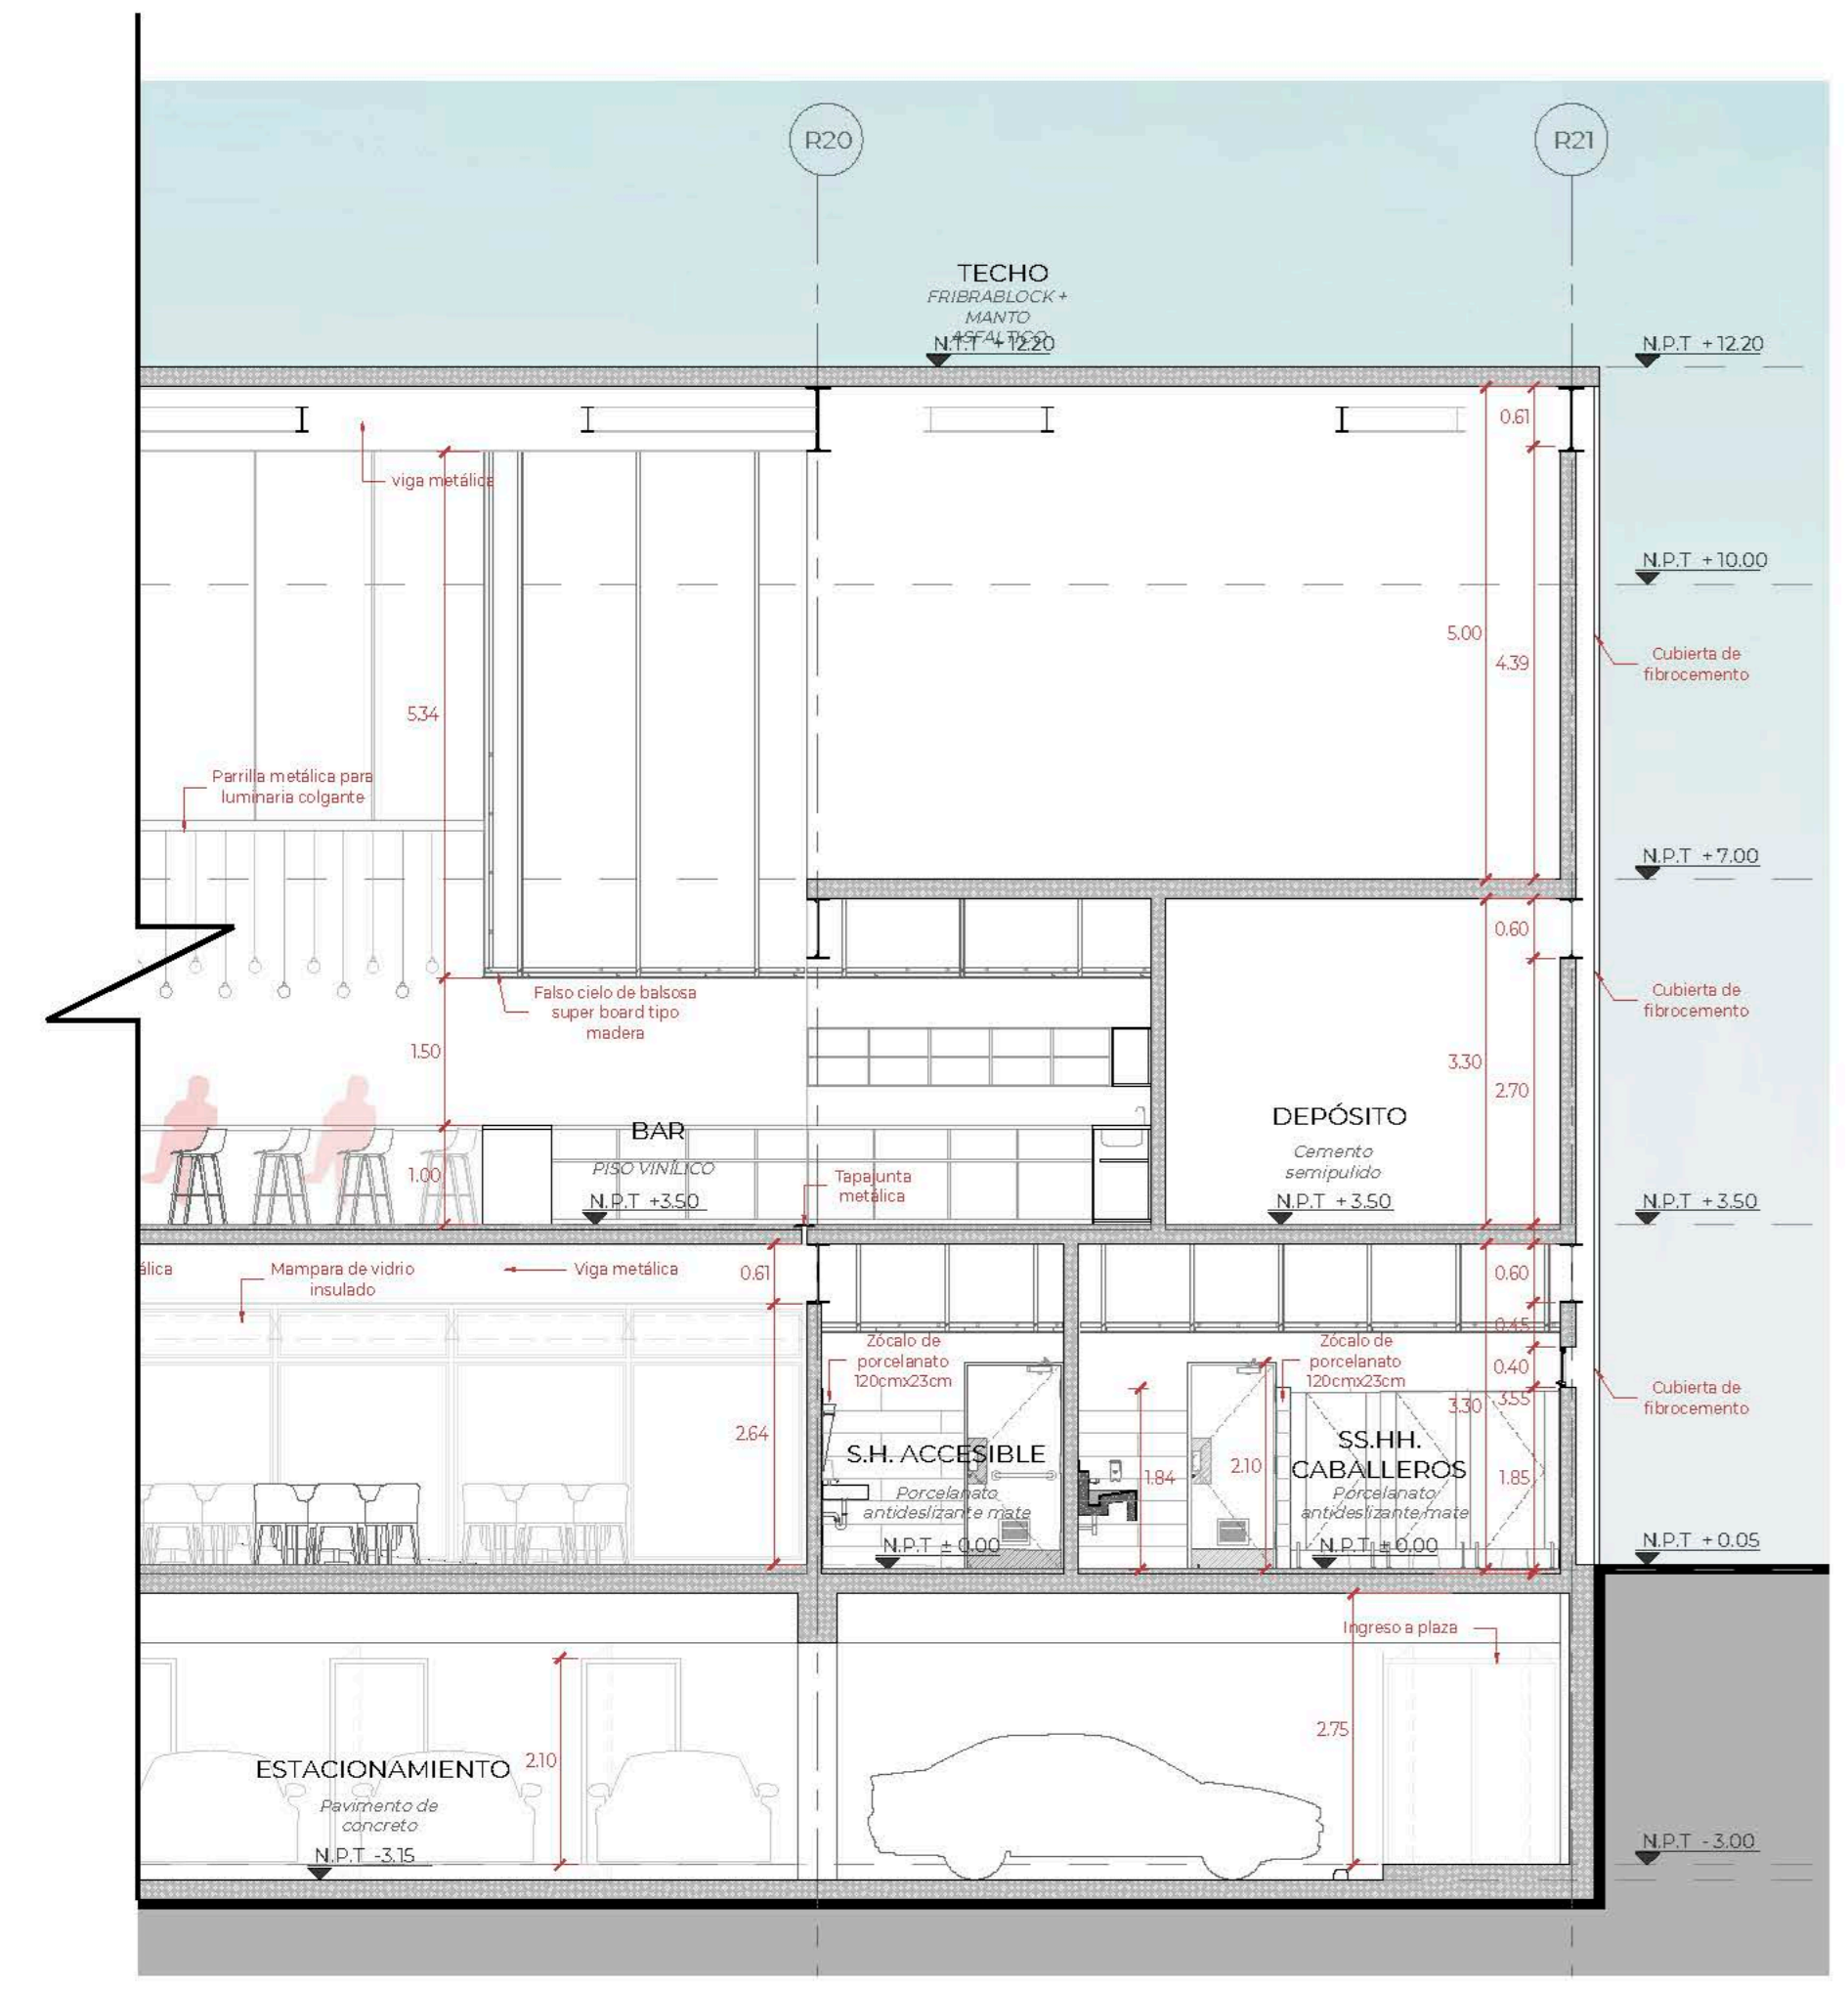 R20
R21
TECHO
FRIBRABLOCK +
MANTO
ASFALTICO
N.T.T +12.20
N.P.T +12.20
0.61
viga metálica
N.P.T +10.00
5.00
4.39
Cubierta de
fibrocemento
5.34
Parrilla metálica para
luminaria colgante
N.P.T +7.00
0.60
Falso cielo de balsosa
super board tipo
madera
Cubierta de
fibrocemento
1.50
3.30
2.70
BAR
PISO VINÍLICO
N.P.T +3.50
1.00
Tapajunta
metálica
DEPÓSITO
Cemento
semipulido
N.P.T +3.50
N.P.T +3.50
álica
Mampara de vidrio
insulado
Viga metálica
0.61
0.60
0.45
Zócalo de
porcelanato
120cmx23cm
Zócalo de
porcelanato
120cmx23cm
0.40
Cubierta de
fibrocemento
3.30
3.55
2.64
S.H. ACCESIBLE
Porcelanato
antideslizante mate
N.P.T ±0.00
1.84
2.10
SS.HH.
CABALLEROS
Porcelanato
antideslizante mate
N.P.T ±0.00
1.85
N.P.T +0.05
Ingreso a plaza
2.75
ESTACIONAMIENTO
Pavimento de
concreto
N.P.T -3.15
2.10
N.P.T -3.00